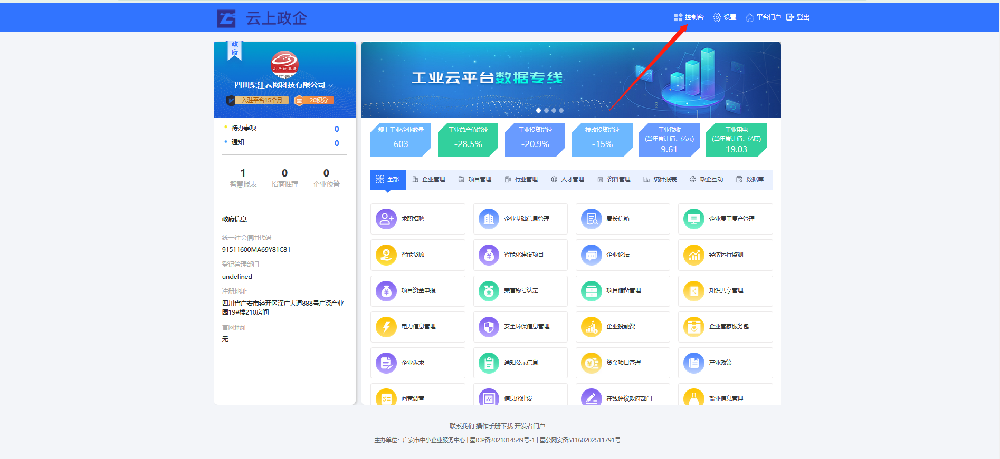 云上政企
控制台 设置 平台门户 登出
政府
小平故里造
四川渠江云网科技有限公司
入驻平台15个月 20积分
待办事项 0
通知 0
1 0 0
智慧报表 招商推荐 企业预警
政府信息
统一社会信用代码
91511600MA69Y81C81
登记管理部门
undefined
注册地址
四川省广安市经开区深广大道888号广深产业
园19#楼210房间
官网地址
无
工业云平台数据专线
规上工业企业数量
603
工业总产值增速
-28.5%
工业投资增速
-20.9%
技改投资增速
-15%
工业税收
(当年累计值：亿元)
9.61
工业用电
(当年累计值：亿度)
19.03
全部 企业管理 项目管理 行业管理 人才管理 资料管理 统计报表 政企互动 数据库
求职招聘 企业基础信息管理 局长信箱 企业复工复产管理
智能贷顾 智能化建设项目 企业论坛 经济运行监测
项目资金申报 荣誉称号认定 项目储备管理 知识共享管理
电力信息管理 安全环保信息管理 企业投融资 企业管家服务包
企业诉求 通知公示信息 资金项目管理 产业政策
问卷调查 信息化建设 在线评议政府部门 盐业信息管理
联系我们 操作手册下载 开发者门户
主办单位：广安市中小企业服务中心 | 蜀ICP备2021014549号-1 | 蜀公网安备51160202511791号